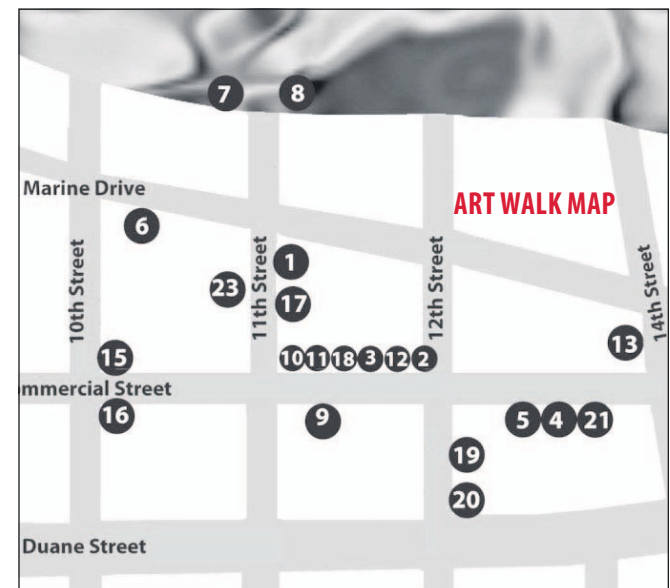 7 8
Marine Drive
ART WALK MAP
6
10th Street
11th Street
12th Street
14th Street
1
23
17
13
15
10 11 18 3 12 2
ommercial Street
16
9
5 4 21
19
20
Duane Street